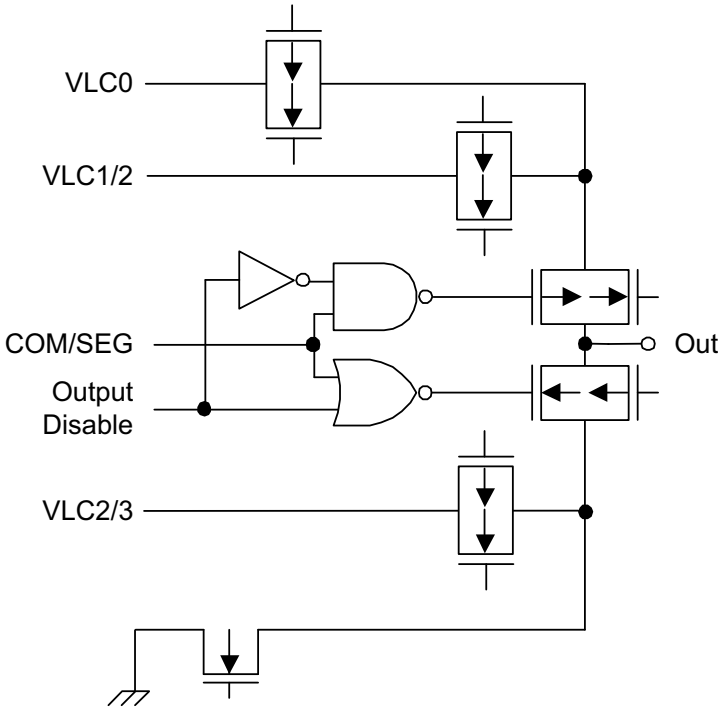 VLC0
VLC1/2
COM/SEG
Out
Output
Disable
VLC2/3